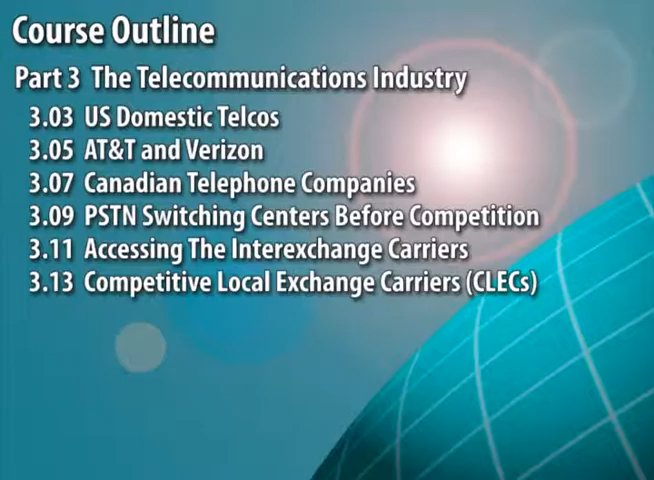 Course Outline
Part 3 The Telecommunications Industry
3.03 US Domestic Telcos
3.05 AT&T and Verizon
3.07 Canadian Telephone Companies
3.09 PSTN Switching Centers Before Competition
3.11 Accessing The Interexchange Carriers
3.13 Competitive Local Exchange Carriers (CLECs)